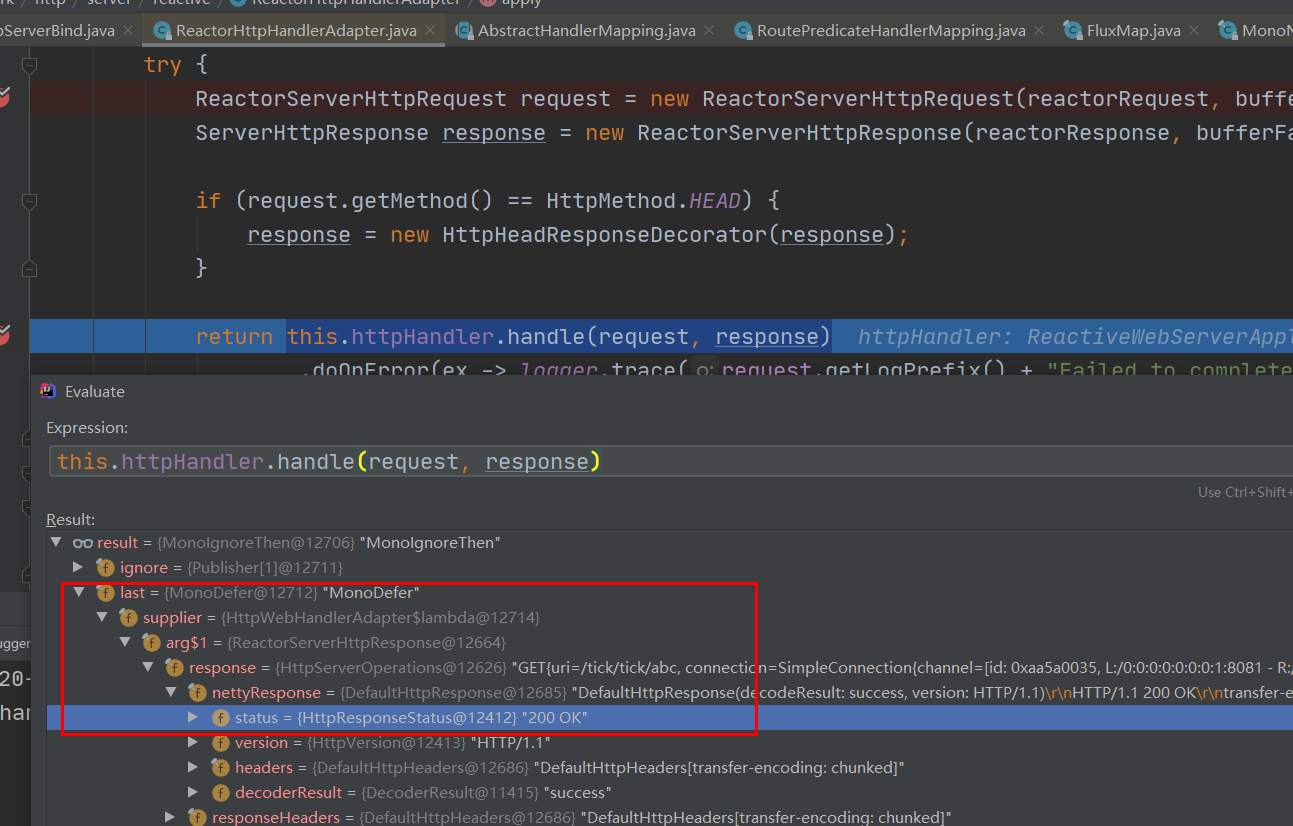 http / server / reactive / ReactorHttpHandlerAdapter / apply
ServerBind.java × ReactorHttpHandlerAdapter.java × AbstractHandlerMapping.java × RoutePredicateHandlerMapping.java × FluxMap.java ×
try {
ReactorServerHttpRequest request = new ReactorServerHttpRequest(reactorRequest, buffe
ServerHttpResponse response = new ReactorServerHttpResponse(reactorResponse, bufferFa
if (request.getMethod() == HttpMethod.HEAD) {
response = new HttpHeadResponseDecorator(response);
}
return this.httpHandler.handle(request, response) httpHandler: ReactiveWebServerAppl
.doOnError(ex -> logger.trace(o: request.getLogPrefix() + "Failed to complete
Evaluate
Expression:
this.httpHandler.handle(request, response)
Use Ctrl+Shift+
Result:
result = {MonoIgnoreThen@12706} "MonoIgnoreThen"
f ignore = {Publisher[1]@12711}
f last = {MonoDefer@12712} "MonoDefer"
f supplier = {HttpWebHandlerAdapter$lambda@12714}
f arg$1 = {ReactorServerHttpResponse@12664}
f response = {HttpServerOperations@12626} "GET{uri=/tick/tick/abc, connection=SimpleConnection{channel=[id: 0xaa5a0035, L:/0:0:0:0:0:0:0:1:8081 - R:/
ugger
f nettyResponse = {DefaultHttpResponse@12685} "DefaultHttpResponse(decodeResult: success, version: HTTP/1.1)\r\nHTTP/1.1 200 OK\r\ntransfer-e
20-
f status = {HttpResponseStatus@12412} "200 OK"
har
f version = {HttpVersion@12413} "HTTP/1.1"
f headers = {DefaultHttpHeaders@12686} "DefaultHttpHeaders[transfer-encoding: chunked]"
f decoderResult = {DecoderResult@11415} "success"
f responseHeaders = {DefaultHttpHeaders@12686} "DefaultHttpHeaders[transfer-encoding: chunked]"